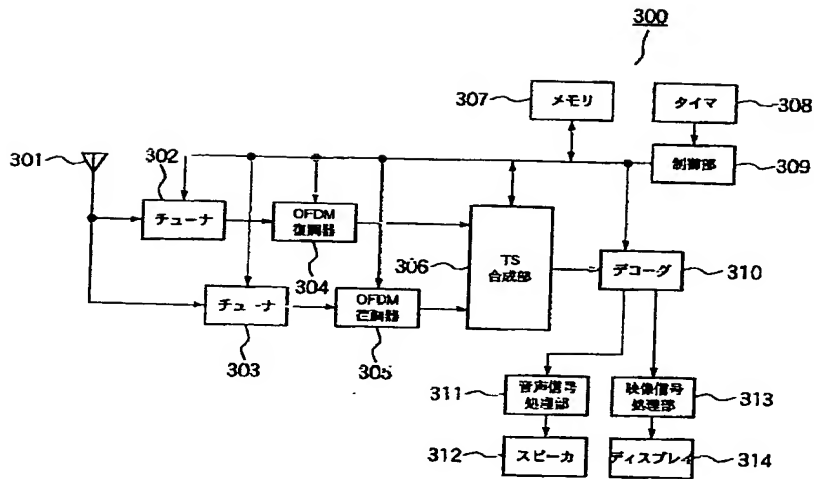 300
307
メモリ
タイマ
308
301
302
制御部
309
チューナ
OFDM
復調器
304
306
TS
合成部
デコーダ
310
チューナ
OFDM
復調器
303
305
311
音声信号
処理部
映像信号
処理部
313
312
スピーカ
ディスプレイ
314